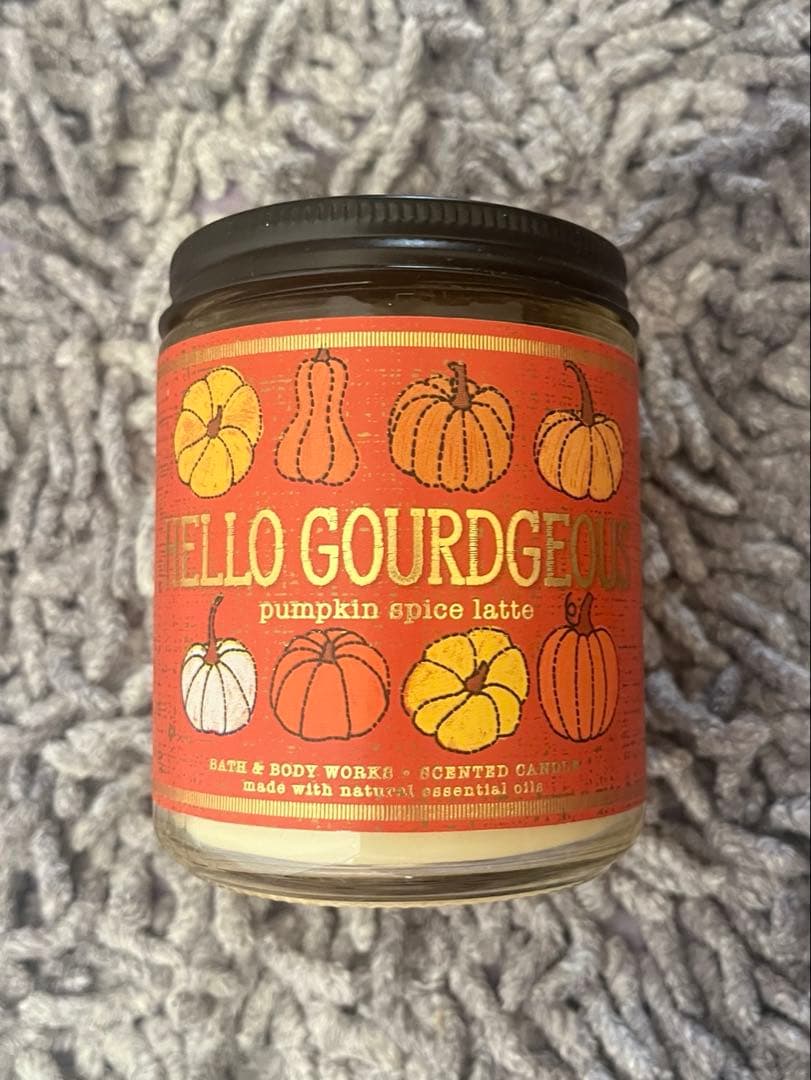 HELLO GOURDGEOUS
pumpkin spice latte
BATH & BODY WORKS • SCENTED CANDLE
made with natural essential oils